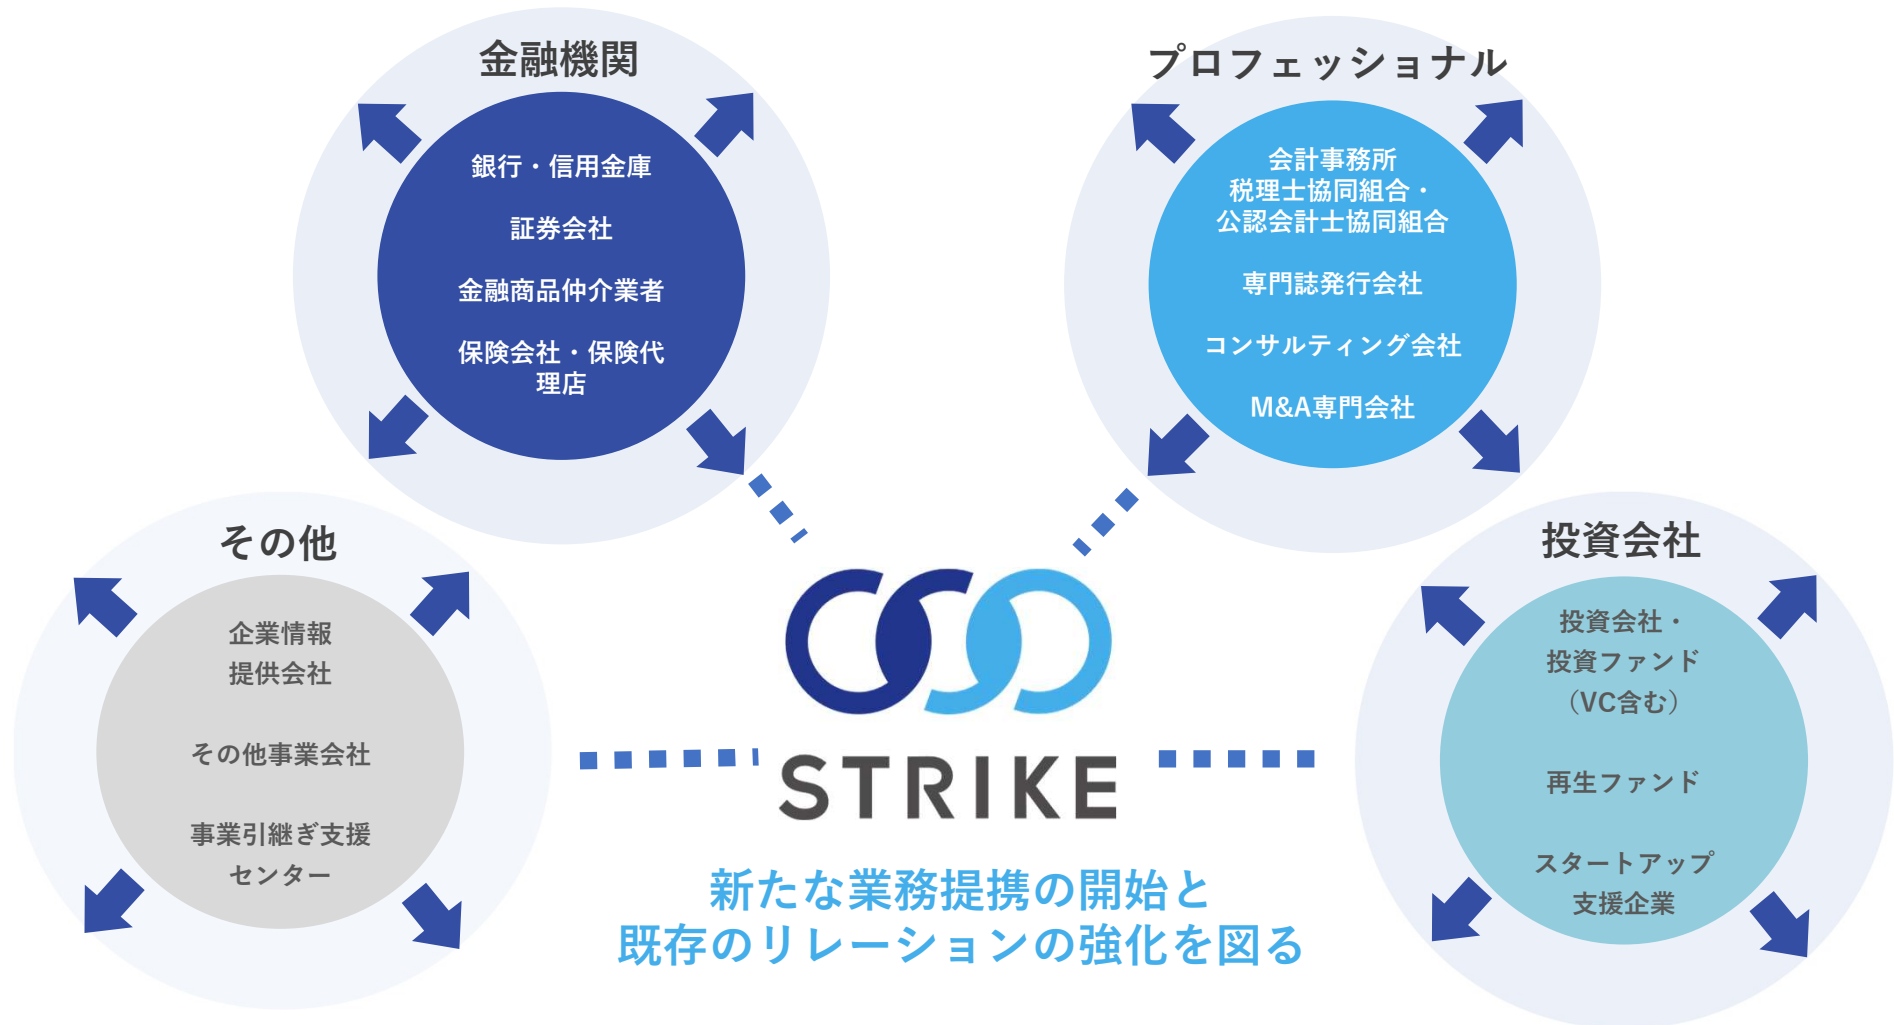 金融機関
銀行・信用金庫
証券会社
金融商品仲介業者
保険会社・保険代
理店
プロフェッショナル
会計事務所
税理士協同組合・
公認会計士協同組合
専門誌発行会社
コンサルティング会社
M&A専門会社
その他
企業情報
提供会社
その他事業会社
事業引継ぎ支援
センター
STRIKE
新たな業務提携の開始と
既存のリレーションの強化を図る
投資会社
投資会社・
投資ファンド
（VC含む）
再生ファンド
スタートアップ
支援企業